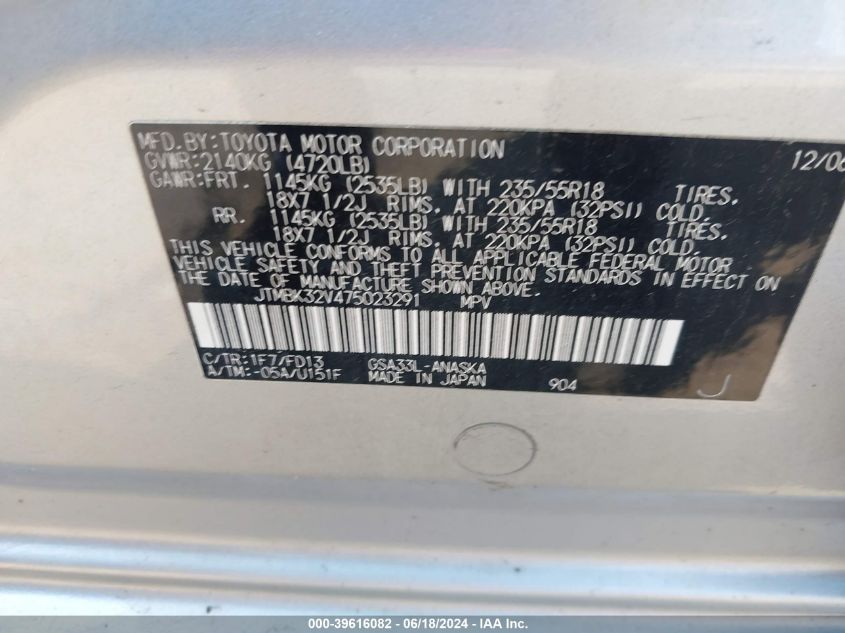 MFD.BY:TOYOTA MOTOR CORPORATION 12/06
GVWR:2140KG (4720LB)
GAWR:FRT. 1145KG (2535LB) WITH 235/55R18 TIRES.
18X7 1/2J RIMS. AT 220KPA (32PSI) COLD.
RR. 1145KG (2535LB) WITH 235/55R18 TIRES.
18X7 1/2J RIMS. AT 220KPA (32PSI) COLD.
THIS VEHICLE CONFORMS TO ALL APPLICABLE FEDERAL MOTOR
VEHICLE SAFETY AND THEFT PREVENTION STANDARDS IN EFFECT ON
THE DATE OF MANUFACTURE SHOWN ABOVE.
JTMBK32V475023291 MPV
C/TR:1F7/FD13 GSA33L-ANASKA
A/TM:-05A/U151F MADE IN JAPAN 904 J
000-39616082 - 06/18/2024 - IAA Inc.